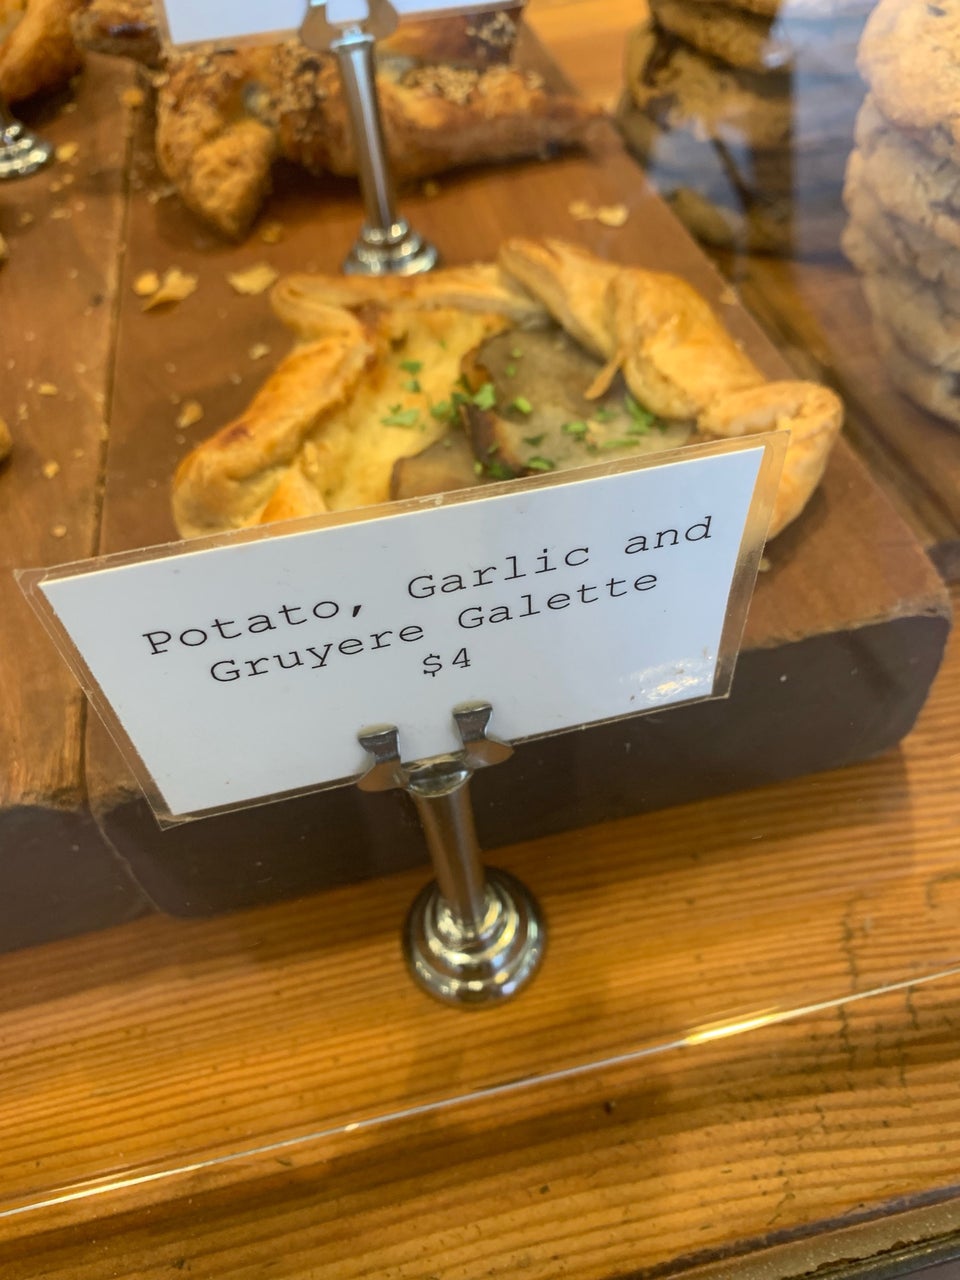 Potato, Garlic and
Gruyere Galette
$4